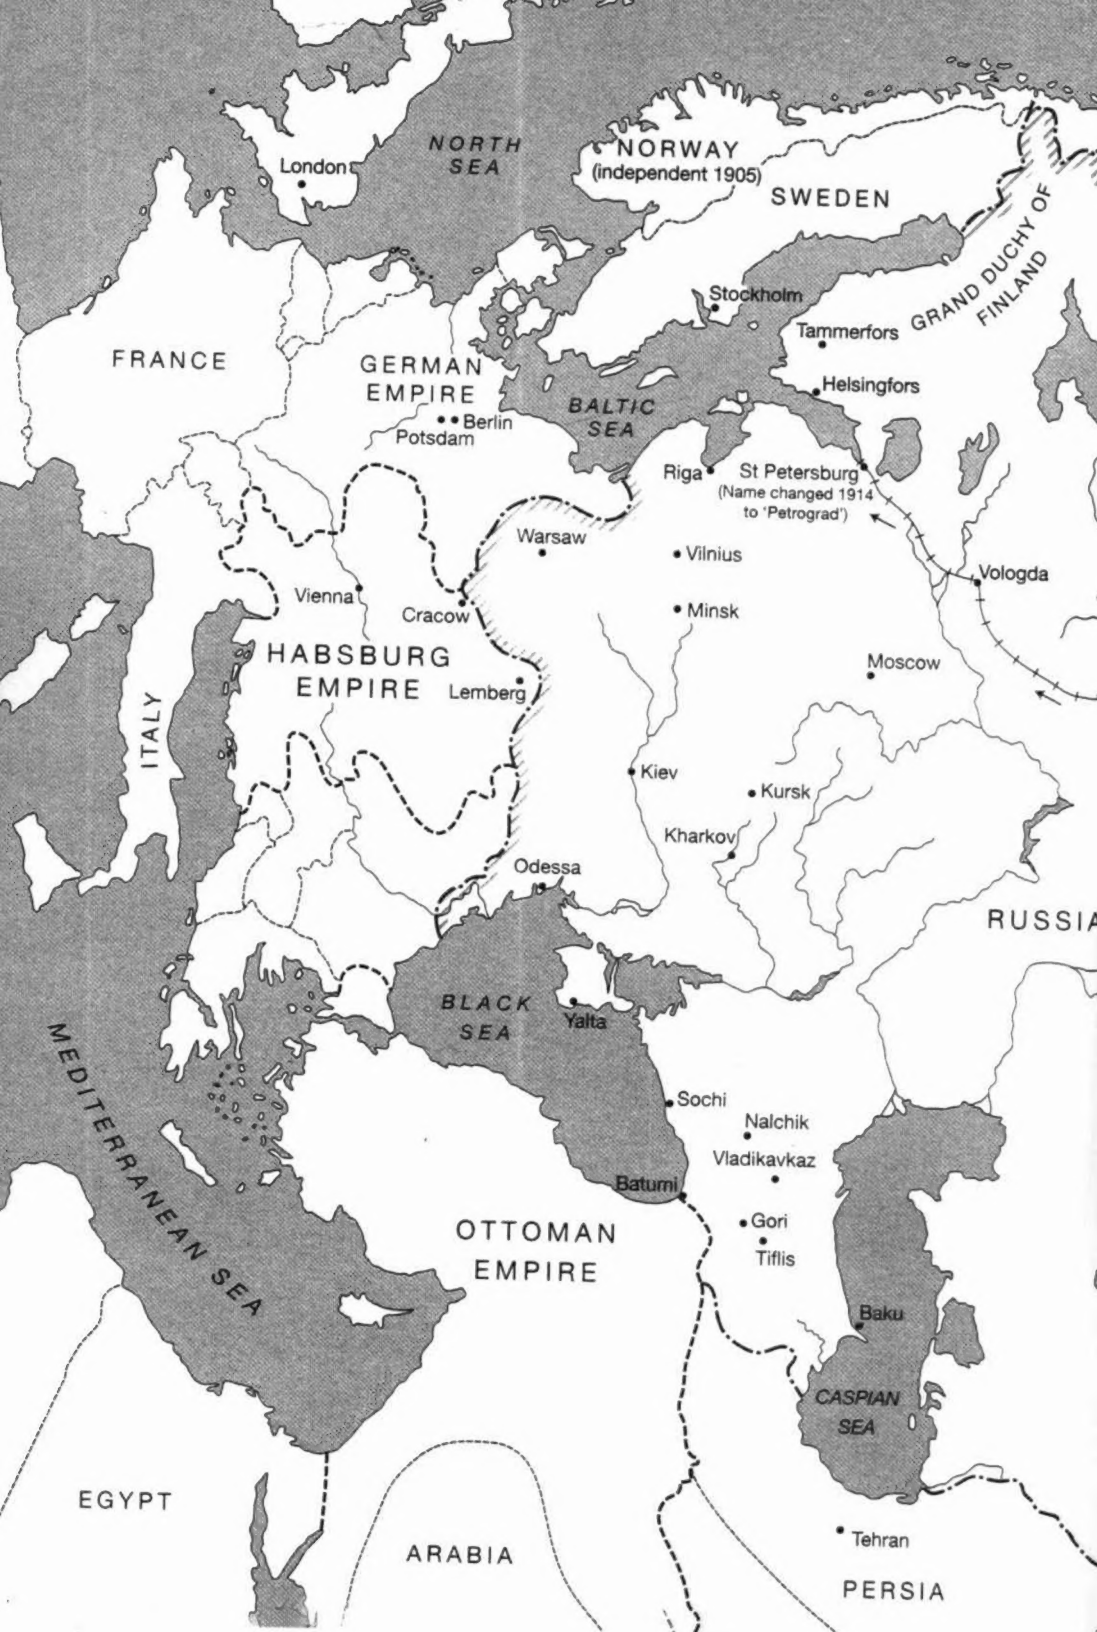 NORTH
SEA
London
NORWAY
(independent 1905)
SWEDEN
GRAND DUCHY OF
FINLAND
Stockholm
Tammerfors
Helsingfors
FRANCE
GERMAN
EMPIRE
Berlin
Potsdam
BALTIC
SEA
Riga
St Petersburg
(Name changed 1914
to 'Petrograd')
Warsaw
Vilnius
Vologda
Vienna
Cracow
Minsk
HABSBURG
EMPIRE
Lemberg
Moscow
ITALY
Kiev
Kursk
Kharkov
Odessa
RUSSIA
BLACK
SEA
Yalta
MEDITERRANEAN SEA
Sochi
Nalchik
Vladikavkaz
Batumi
Gori
Tiflis
OTTOMAN
EMPIRE
Baku
CASPIAN
SEA
EGYPT
ARABIA
Tehran
PERSIA